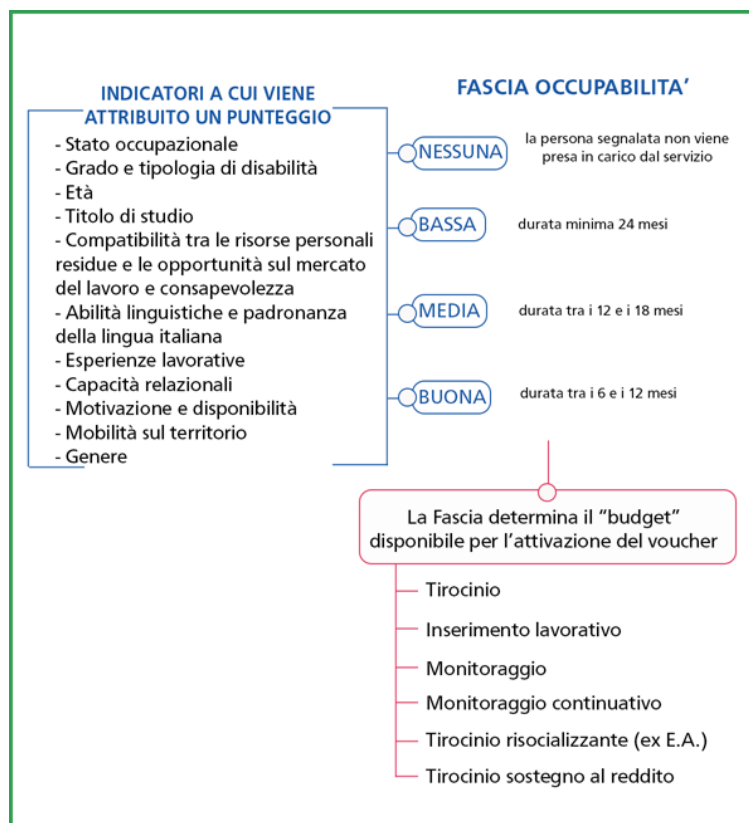 INDICATORI A CUI VIENE
ATTRIBUITO UN PUNTEGGIO
- Stato occupazionale
- Grado e tipologia di disabilità
- Età
- Titolo di studio
- Compatibilità tra le risorse personali
residue e le opportunità sul mercato
del lavoro e consapevolezza
- Abilità linguistiche e padronanza
della lingua italiana
- Esperienze lavorative
- Capacità relazionali
- Motivazione e disponibilità
- Mobilità sul territorio
- Genere
FASCIA OCCUPABILITA’
NESSUNA
la persona segnalata non viene
presa in carico dal servizio
BASSA
durata minima 24 mesi
MEDIA
durata tra i 12 e i 18 mesi
BUONA
durata tra i 6 e i 12 mesi
La Fascia determina il “budget”
disponibile per l’attivazione del voucher
Tirocinio
Inserimento lavorativo
Monitoraggio
Monitoraggio continuativo
Tirocinio risocializzante (ex E.A.)
Tirocinio sostegno al reddito